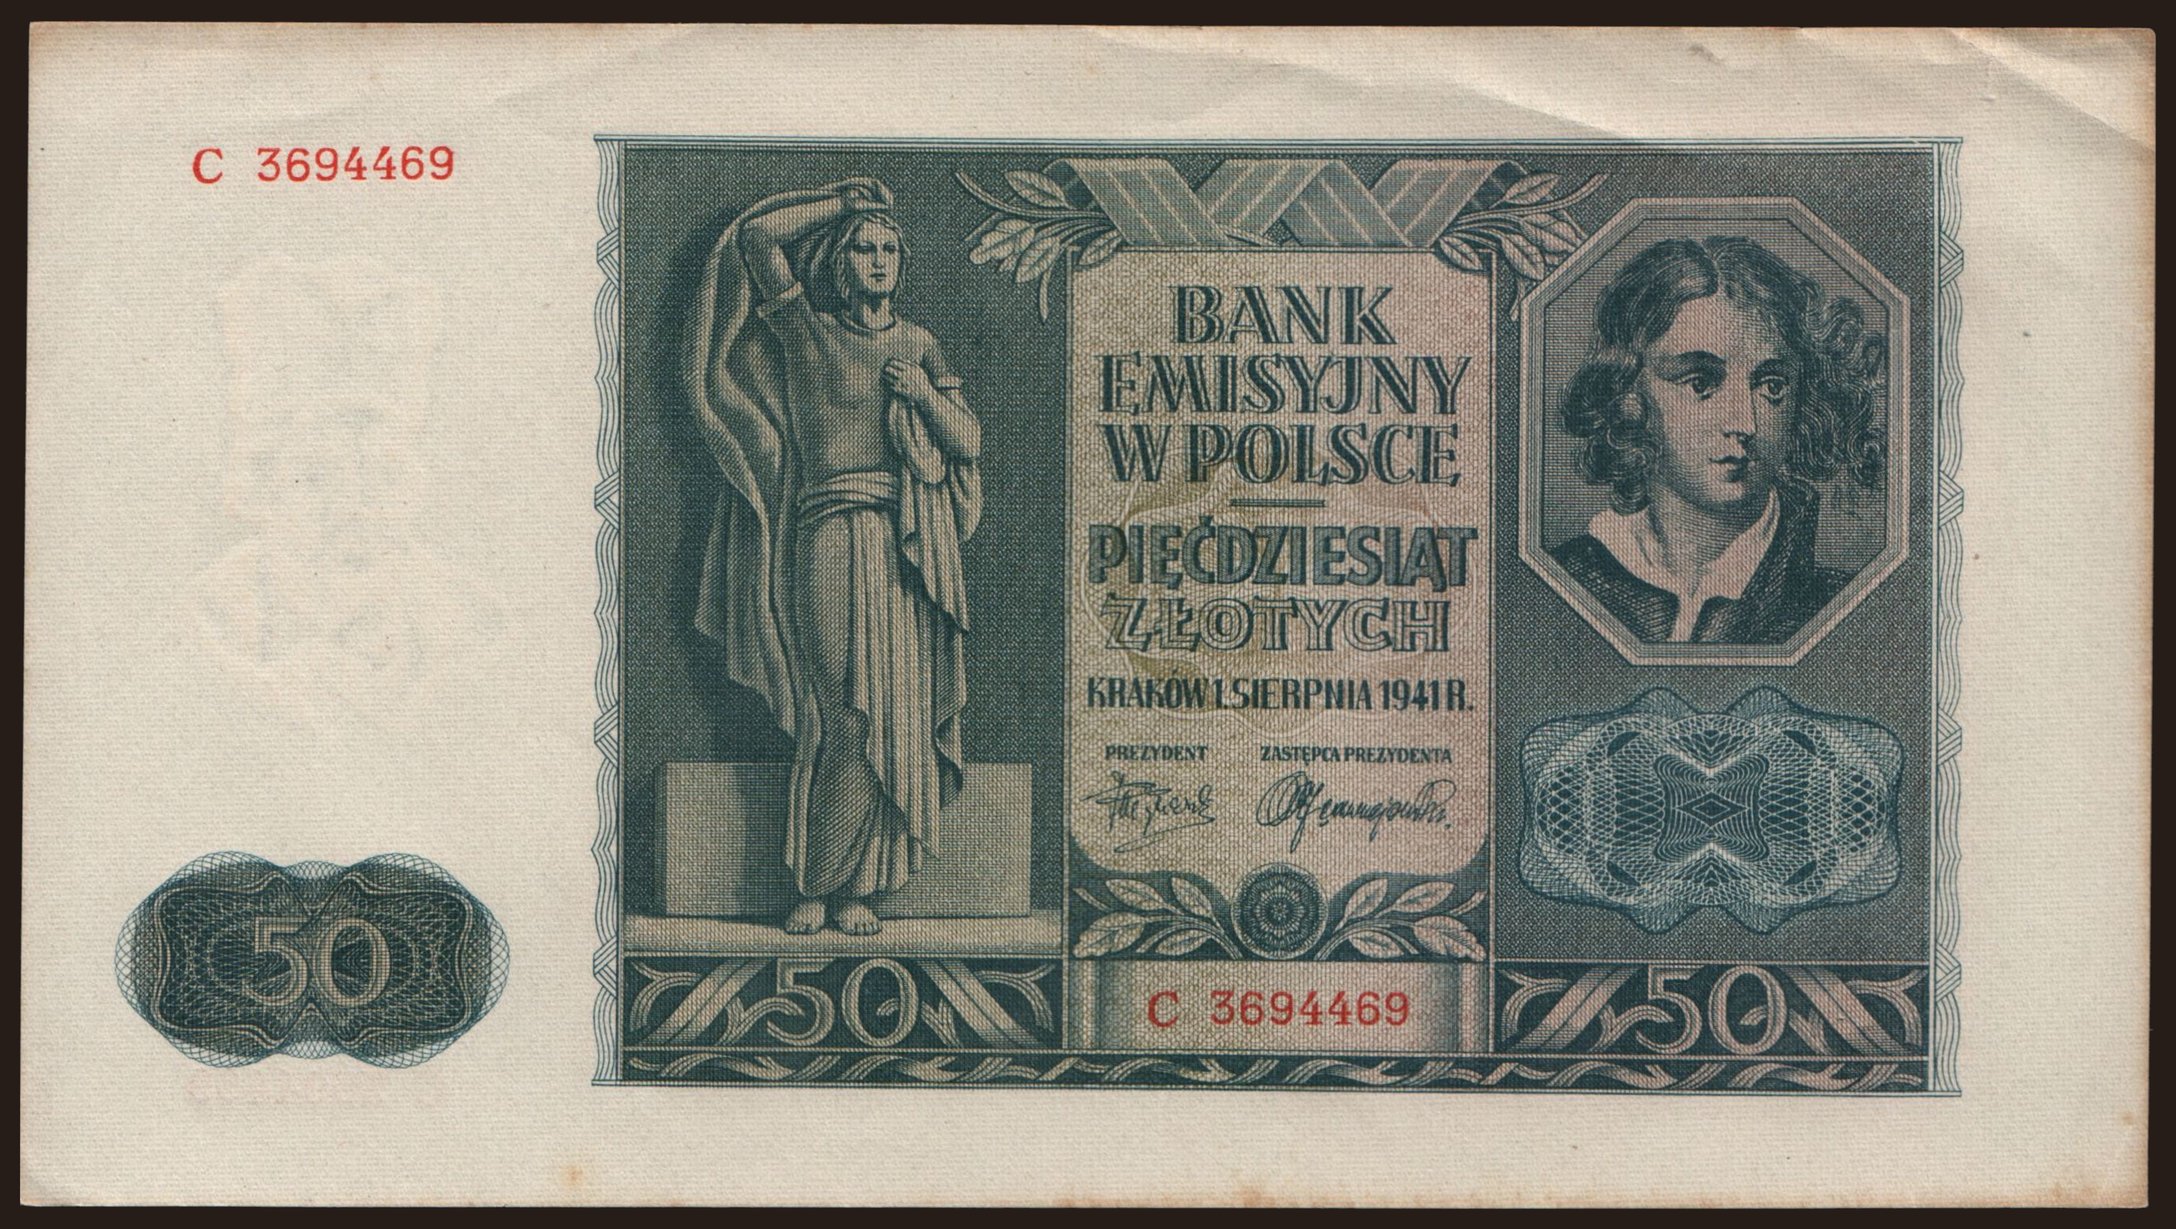 C 3694469
BANK
EMISYJNY
W POLSCE
PIĘĆDZIESIĄT
ZŁOTYCH
KRAKÓW 1. SIERPNIA 1941 R.
PREZYDENT ZASTĘPCA PREZYDENTA
50
50
C 3694469
50